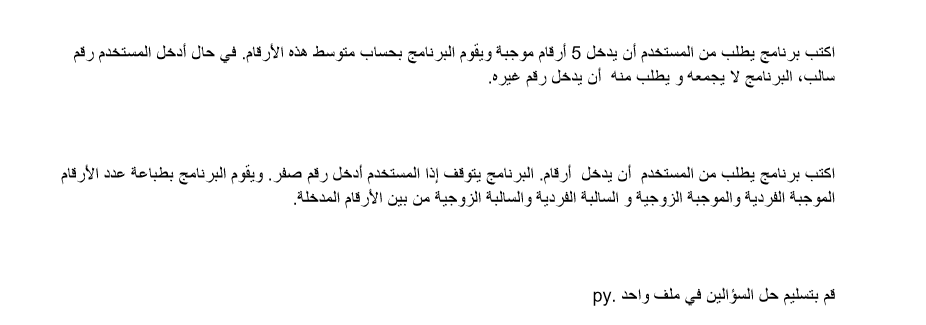 اكتب برنامج يطلب من المستخدم أن يدخل 5 أرقام موجبة ويقوم البرنامج بحساب متوسط هذه الأرقام. في حال أدخل المستخدم رقم
سالب، البرنامج لا يجمعه و يطلب منه أن يدخل رقم غيره.
اكتب برنامج يطلب من المستخدم أن يدخل أرقام. البرنامج يتوقف إذا المستخدم أدخل رقم صفر. ويقوم البرنامج بطباعة عدد الأرقام
الموجبة الفردية والموجبة الزوجية و السالبة الفردية والسالبة الزوجية من بين الأرقام المدخلة.
قم بتسليم حل السؤالين في ملف واحد .py